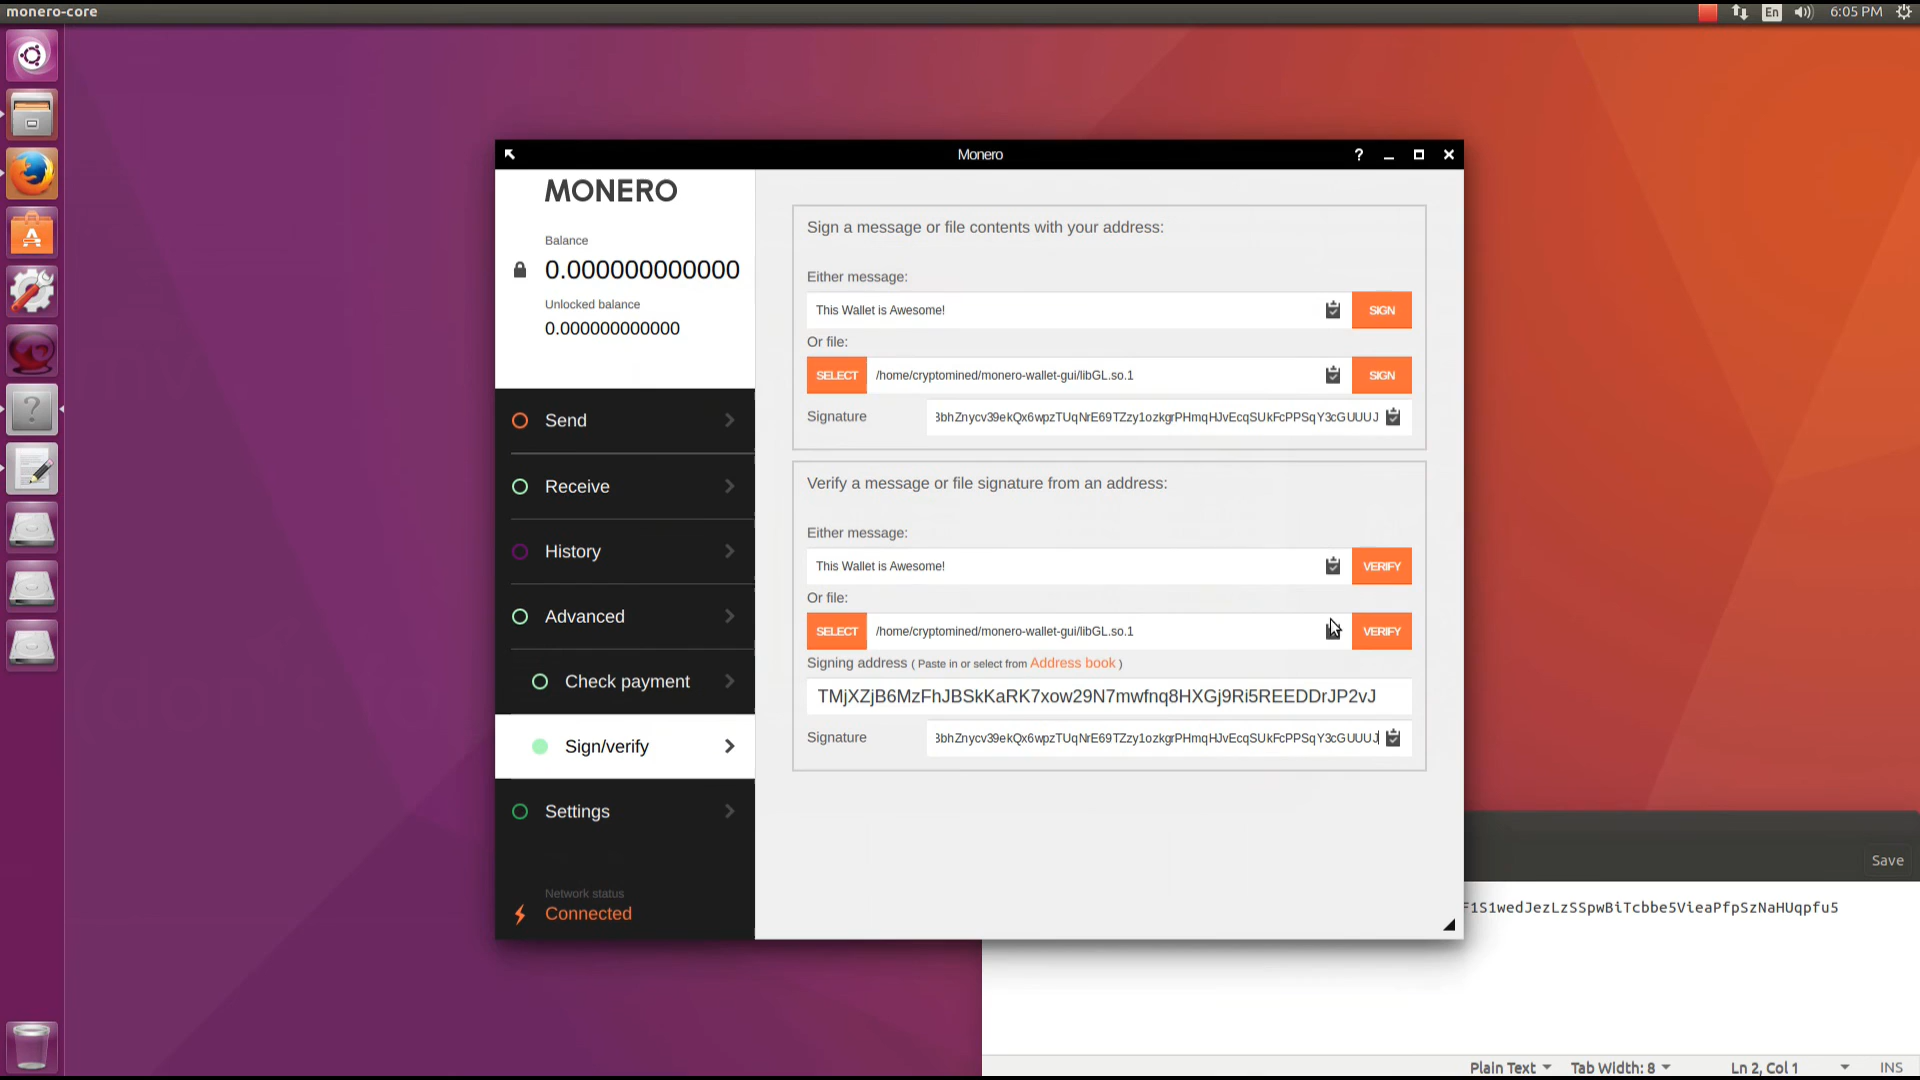 monero-core
En
6:05 PM
Monero
?
MONERO
Balance
0.000000000000
Unlocked balance
0.000000000000
Send
Receive
History
Advanced
Check payment
Sign/verify
Settings
Network status
Connected
Sign a message or file contents with your address:
Either message:
This Wallet is Awesome!
SIGN
Or file:
SELECT
/home/cryptomined/monero-wallet-gui/libGL.so.1
SIGN
Signature
3bhZnycv39ekQx6wpzTUqNrE69TZzy1ozkgrPHmqHJvEcqSUkFcPPSqY3cGUUUJ
Verify a message or file signature from an address:
Either message:
This Wallet is Awesome!
VERIFY
Or file:
SELECT
/home/cryptomined/monero-wallet-gui/libGL.so.1
VERIFY
Signing address ( Paste in or select from Address book )
TMjXZjB6MzFhJBSkKaRK7xow29N7mwfnq8HXGj9Ri5REEDDrJP2vJ
Signature
3bhZnycv39ekQx6wpzTUqNrE69TZzy1ozkgrPHmqHJvEcqSUkFcPPSqY3cGUUUJ
Save
F1S1wedJezLzSSpwBiTcbbe5VieaPfpSzNaHUqpfu5
Plain Text
Tab Width: 8
Ln 2, Col 1
INS